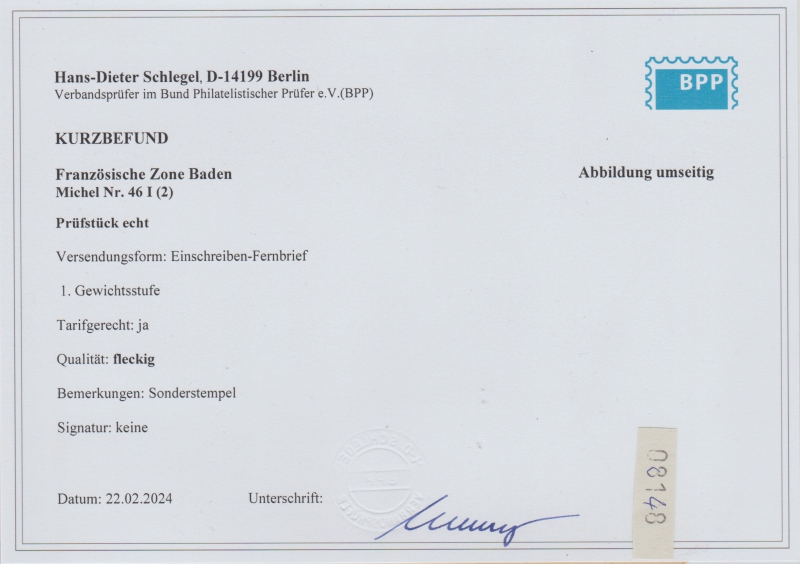 Hans-Dieter Schlegel, D-14199 Berlin
Verbandsprüfer im Bund Philatelistischer Prüfer e.V.(BPP)
BPP
KURZBEFUND
Französische Zone Baden
Michel Nr. 46 I (2)
Abbildung umseitig
Prüfstück echt
Versendungsform: Einschreiben-Fernbrief
1. Gewichtsstufe
Tarifgerecht: ja
Qualität: fleckig
Bemerkungen: Sonderstempel
Signatur: keine
Datum: 22.02.2024
Unterschrift:
08148